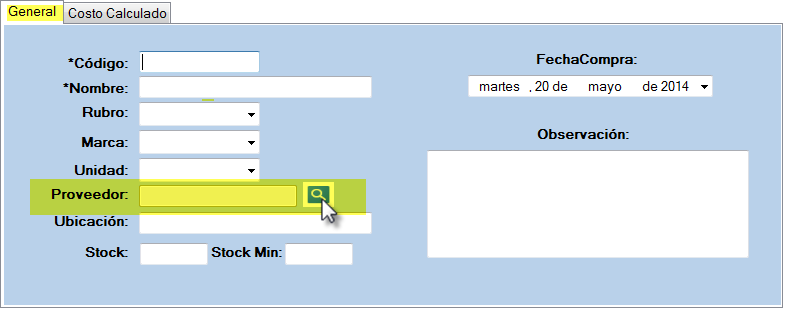 General Costo Calculado
*Código:
*Nombre:
Rubro:
Marca:
Unidad:
Proveedor:
Ubicación:
Stock: Stock Min:
FechaCompra:
martes , 20 de mayo de 2014
Observación: